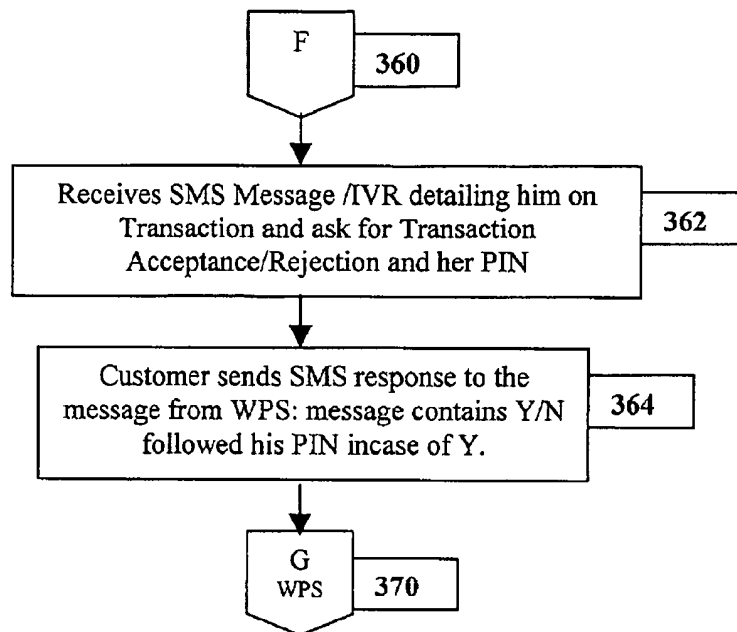 F
360
Receives SMS Message /IVR detailing him on
Transaction and ask for Transaction
Acceptance/Rejection and her PIN
362
Customer sends SMS response to the
message from WPS: message contains Y/N
followed his PIN incase of Y.
364
G
WPS
370